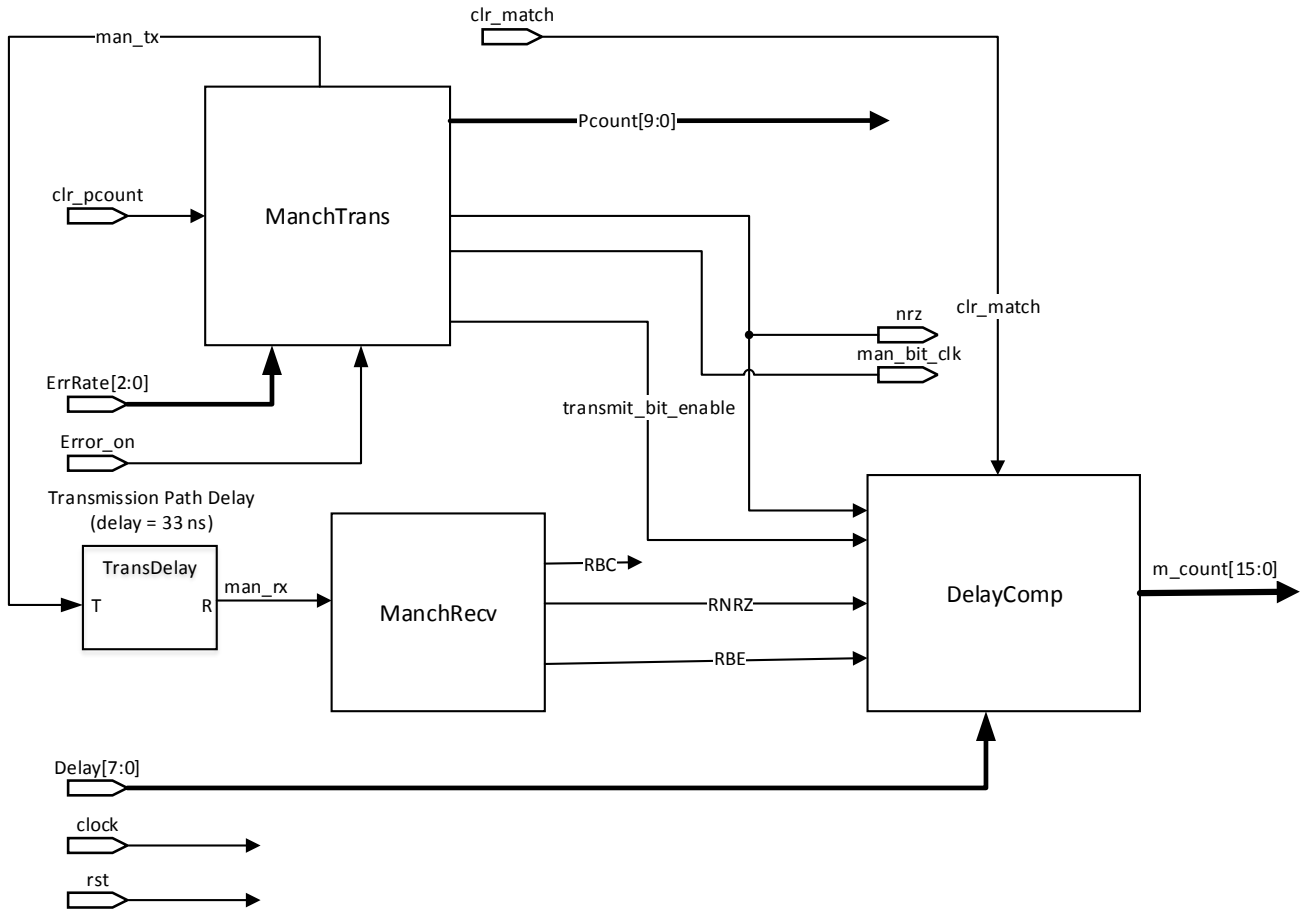 clr_match
man_tx
Pcount[9:0]
clr_pcount
ManchTrans
clr_match
nrz
man_bit_clk
ErrRate[2:0]
transmit_bit_enable
Error_on
Transmission Path Delay
(delay = 33 ns)
TransDelay
T
R
man_rx
RBC
ManchRecv
RNRZ
RBE
DelayComp
m_count[15:0]
Delay[7:0]
clock
rst